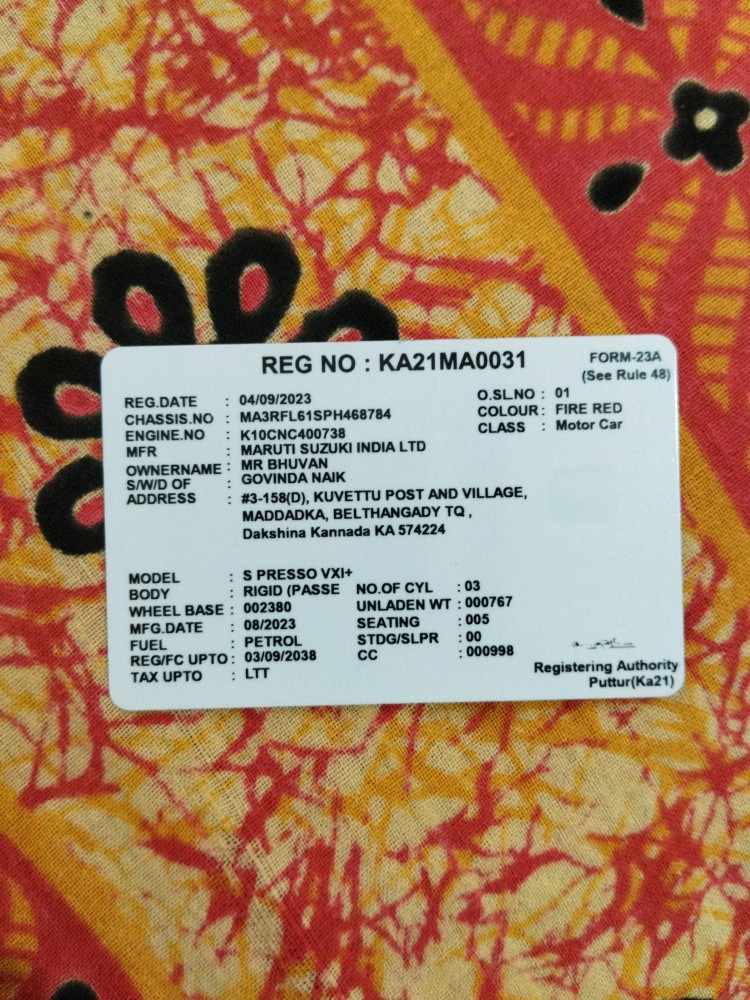 REG NO : KA21MA0031
FORM-23A
(See Rule 48)
REG.DATE : 04/09/2023
O.SL.NO : 01
CHASSIS.NO : MA3RFL61SPH468784
COLOUR : FIRE RED
ENGINE.NO : K10CNC400738
CLASS : Motor Car
MFR : MARUTI SUZUKI INDIA LTD
OWNERNAME : MR BHUVAN
S/W/D OF : GOVINDA NAIK
ADDRESS : #3-158(D), KUVETTU POST AND VILLAGE,
MADDADKA, BELTHANGADY TQ ,
Dakshina Kannada KA 574224
MODEL : S PRESSO VXI+
BODY : RIGID (PASSE NO.OF CYL : 03
WHEEL BASE : 002380 UNLADEN WT : 000767
MFG.DATE : 08/2023 SEATING : 005
FUEL : PETROL STDG/SLPR : 00
REG/FC UPTO : 03/09/2038 CC : 000998
TAX UPTO : LTT
Registering Authority
Puttur(Ka21)